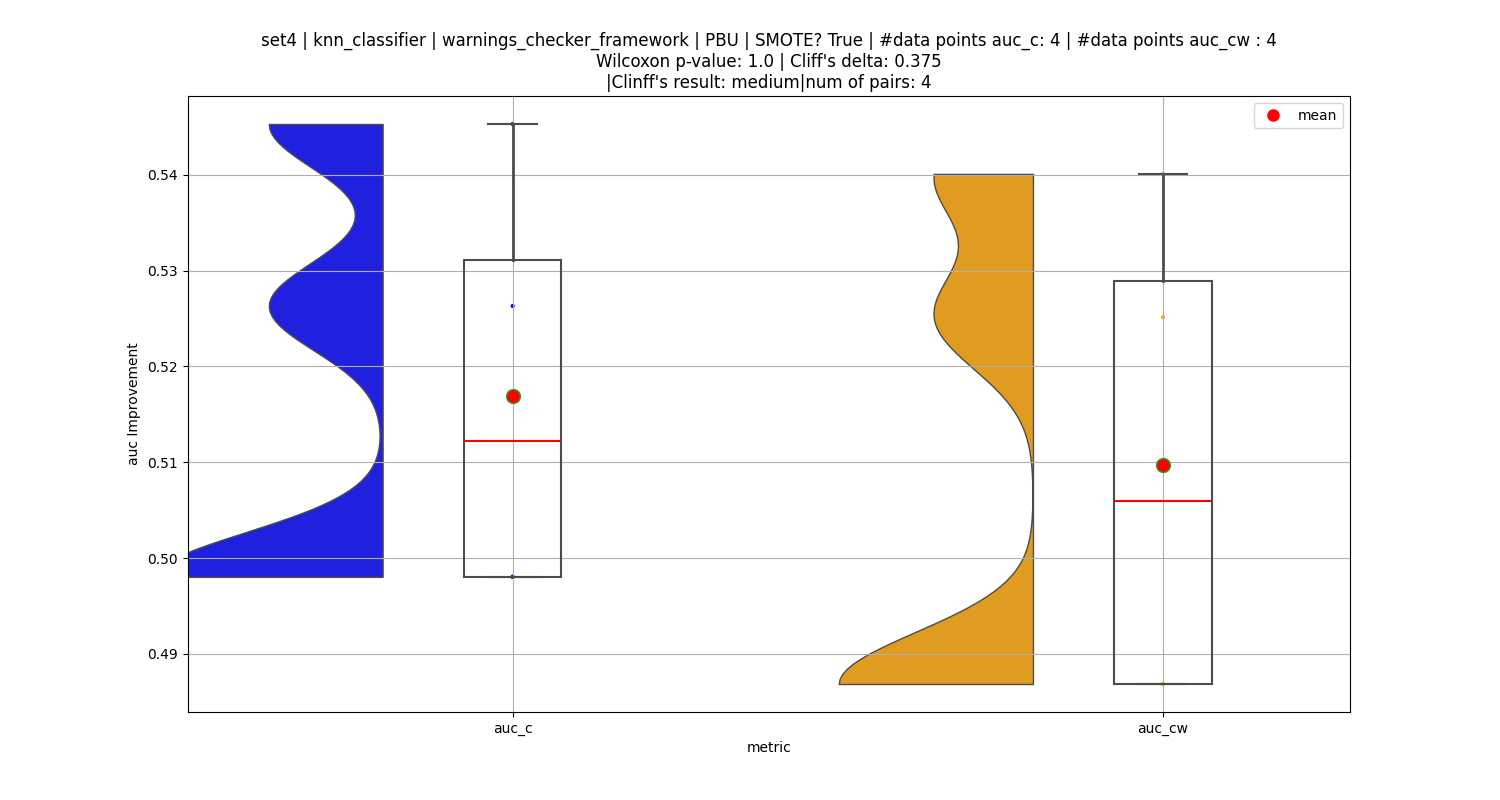 set4 | knn_classifier | warnings_checker_framework | PBU | SMOTE? True | #data points auc_c: 4 | #data points auc_cw : 4
Wilcoxon p-value: 1.0 | Cliff's delta: 0.375
|Clinff's result: medium|num of pairs: 4
mean
0.54
0.53
0.52
0.51
0.50
0.49
auc Improvement
auc_c
auc_cw
metric